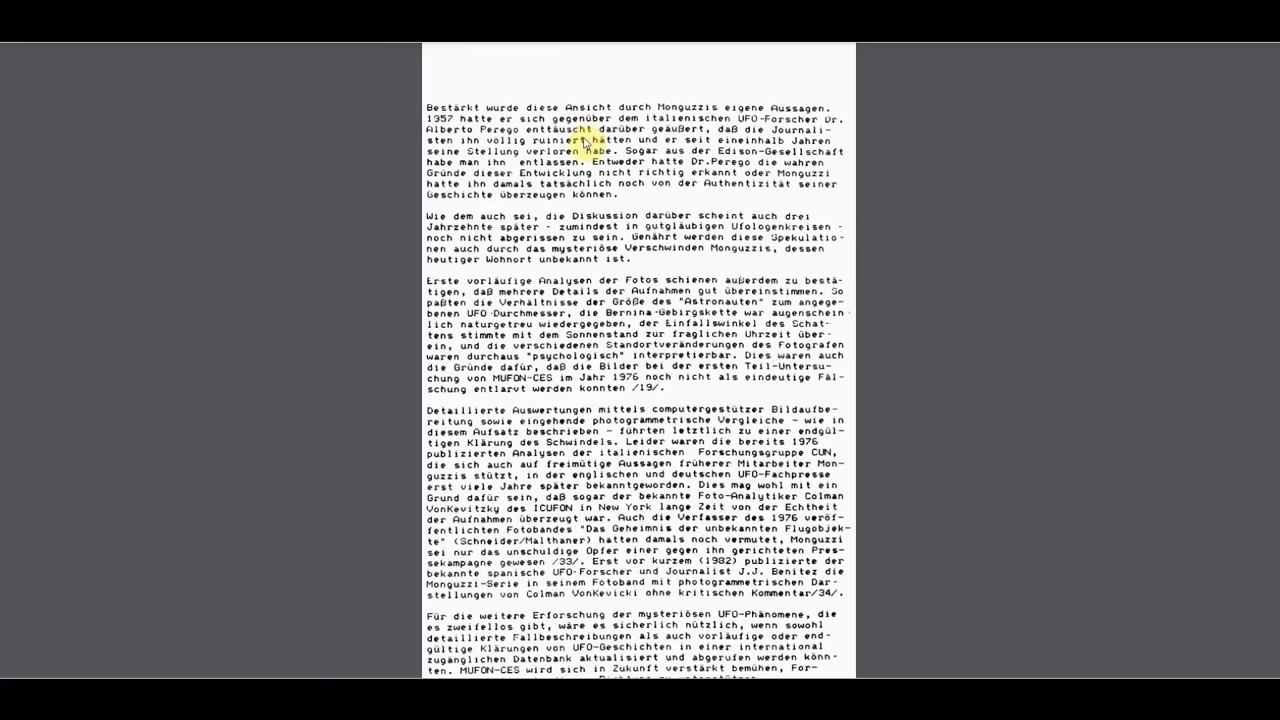 Bestärkt wurde diese Ansicht durch Monguzzis eigene Aussagen.
1957 hatte er sich gegenüber dem italienischen UFO-Forscher Dr.
Alberto Perego enttäuscht darüber geäußert, daß die Journali-
sten ihn völlig ruiniert hätten und er seit eineinhalb Jahren
seine Stellung verloren habe. Sogar aus der Edison-Gesellschaft
habe man ihn entlassen. Entweder hatte Dr.Perego die wahren
Gründe dieser Entwicklung nicht richtig erkannt oder Monguzzi
hatte ihn damals tatsächlich noch von der Authentizität seiner
Geschichte überzeugen können.
Wie dem auch sei, die Diskussion darüber scheint auch drei
Jahrzehnte später - zumindest in gutgläubigen Ufologenkreisen -
noch nicht abgerissen zu sein. Genährt werden diese Spekulatio-
nen auch durch das mysteriöse Verschwinden Monguzzis, dessen
heutiger Wohnort unbekannt ist.
Erste vorläufige Analysen der Fotos schienen außerdem zu bestä-
tigen, daß mehrere Details der Aufnahmen gut übereinstimmen. So
paßten die Verhältnisse der Größe des "Astronauten" zum angege-
benen UFO-Durchmesser, die Bernina-Gebirgskette war augenschein-
lich naturgetreu wiedergegeben, der Einfallswinkel des Schat-
tens stimmte mit dem Sonnenstand zur fraglichen Uhrzeit über-
ein, und die verschiedenen Standortveränderungen des Fotografen
waren durchaus "psychologisch" interpretierbar. Dies waren auch
die Gründe dafür, daß die Bilder bei der ersten Teil-Untersu-
chung von MUFON-CES im Jahr 1976 noch nicht als eindeutige Fäl-
schung entlarvt werden konnten /19/.
Detaillierte Auswertungen mittels computergestützer Bildaufbe-
reitung sowie eingehende photogrammetrische Vergleiche - wie in
diesem Aufsatz beschrieben - führten letztlich zu einer endgül-
tigen Klärung des Schwindels. Leider waren die bereits 1976
publizierten Analysen der italienischen Forschungsgruppe CUN,
die sich auch auf freimütige Aussagen früherer Mitarbeiter Mon-
guzzis stützt, in der englischen und deutschen UFO-Fachpresse
erst viele Jahre später bekanntgeworden. Dies mag wohl mit ein
Grund dafür sein, daß sogar der bekannte Foto-Analytiker Colman
VonKevitzky des ICUFON in New York lange Zeit von der Echtheit
der Aufnahmen überzeugt war. Auch die Verfasser des 1976 veröf-
fentlichten Fotobandes "Das Geheimnis der unbekannten Flugobjek-
te" (Schneider/Malthaner) hatten damals noch vermutet, Monguzzi
sei nur das unschuldige Opfer einer gegen ihn gerichteten Pres-
sekampagne gewesen /33/. Erst vor kurzem (1982) publizierte der
bekannte spanische UFO-Forscher und Journalist J.J. Benitez die
Monguzzi-Serie in seinem Fotoband mit photogrammetrischen Dar-
stellungen von Colman VonKevicki ohne kritischen Kommentar/34/.
Für die weitere Erforschung der mysteriösen UFO-Phänomene, die
es zweifellos gibt, wäre es sicherlich nützlich, wenn sowohl
detaillierte Fallbeschreibungen als auch vorläufige oder end-
gültige Klärungen von UFO-Geschichten in einer international
zugänglichen Datenbank aktualisiert und abgerufen werden könn-
ten. MUFON-CES wird sich in Zukunft verstärkt bemühen, For-